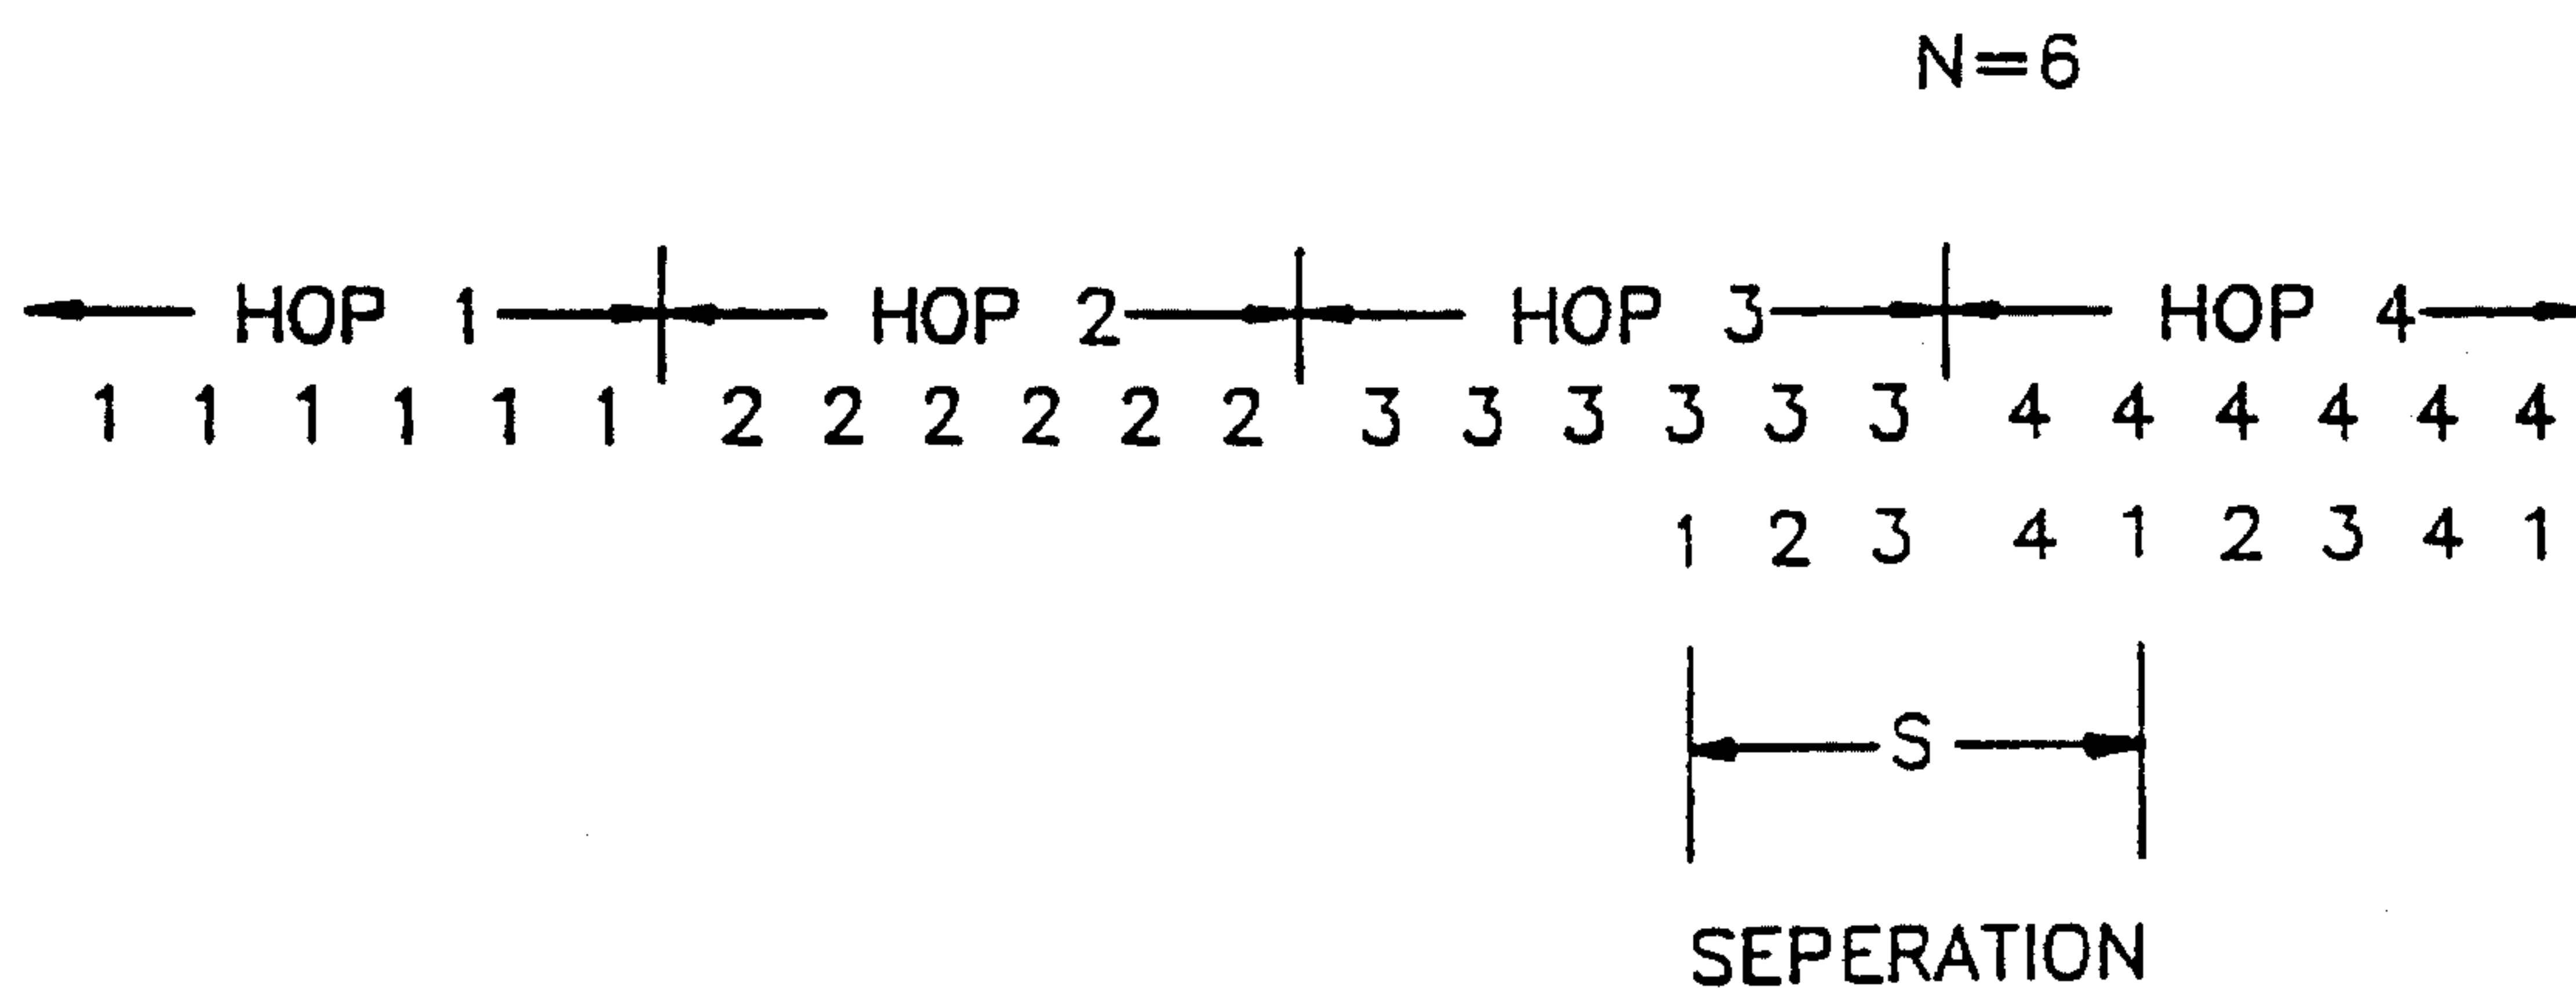 N=6
HOP 1 HOP 2 HOP 3 HOP 4
1 1 1 1 1 1 2 2 2 2 2 2 3 3 3 3 3 3 4 4 4 4 4 4
1 2 3 4 1 2 3 4 1
S
SEPERATION